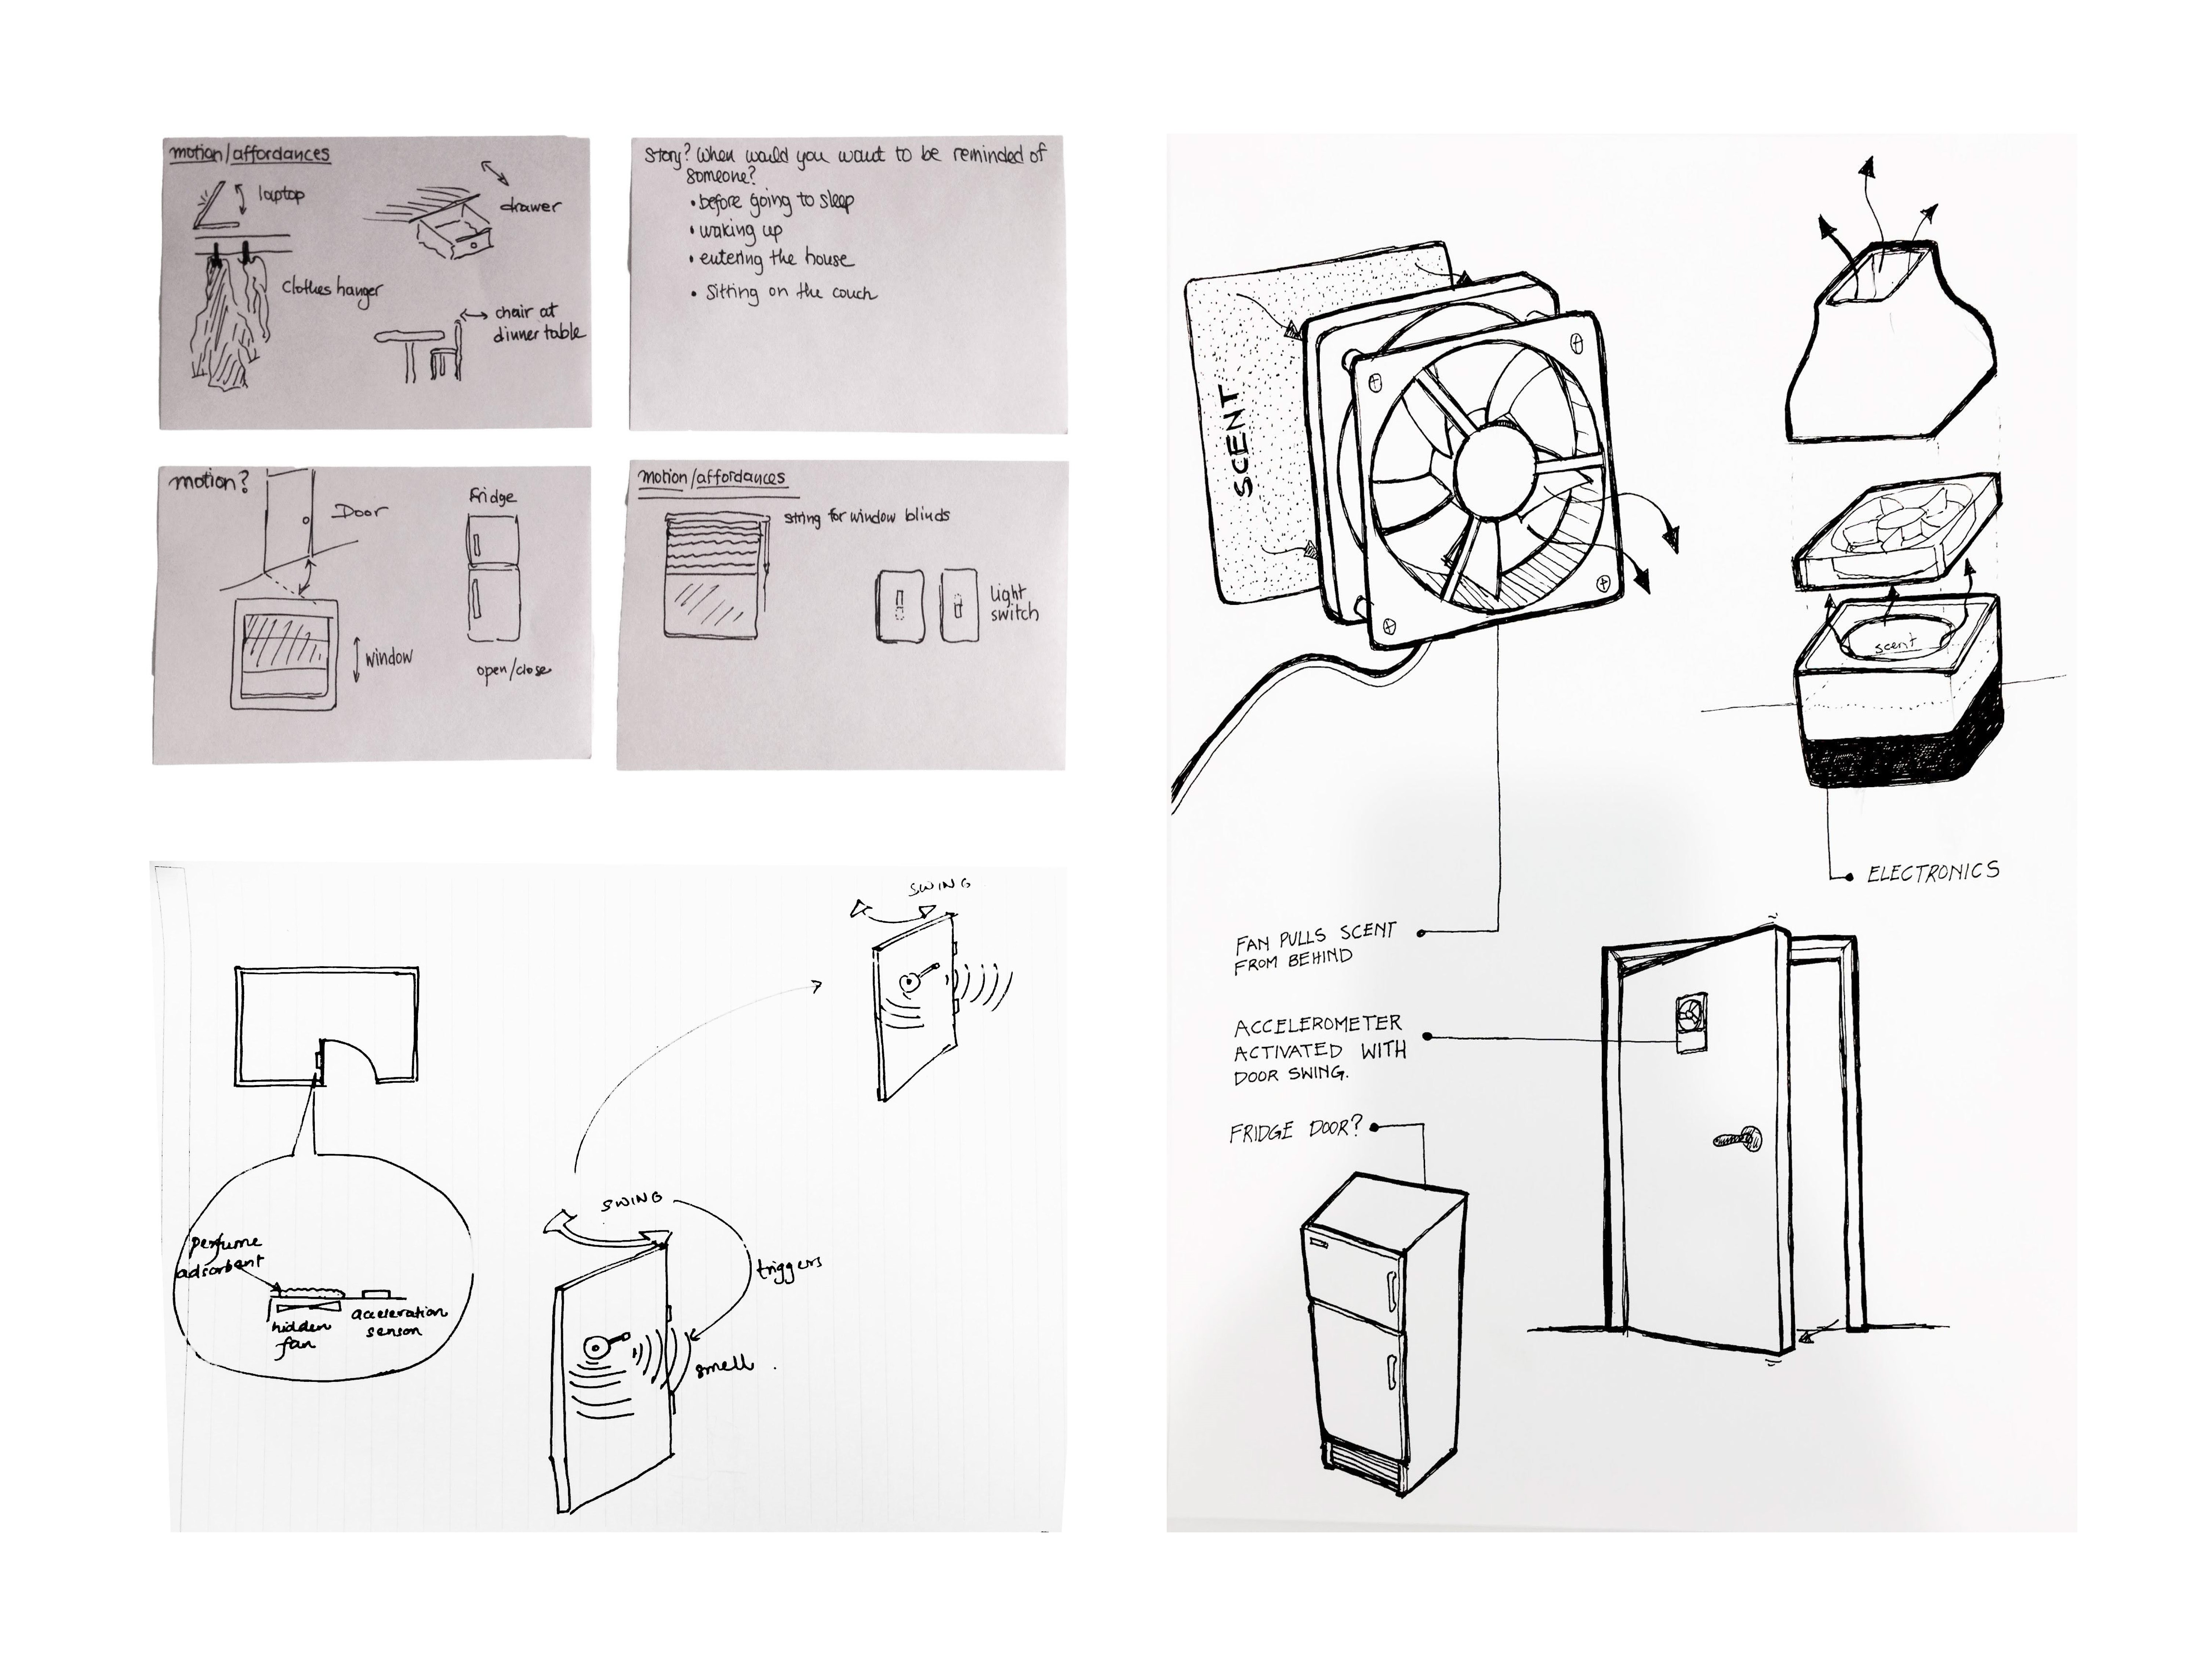 motion/affordances
laptop
drawer
clothes hanger
chair at
dinner table
Story? When would you want to be reminded of
someone?
• before going to sleep
• waking up
• entering the house
• sitting on the couch
motion?
Door
Fridge
window
open/close
motion/affordances
string for window blinds
light
switch
SWING
perfume
adsorbent
hidden
fan
acceleration
sensor
SWING
triggers
smell
SCENT
scent
ELECTRONICS
FAN PULLS SCENT
FROM BEHIND
ACCELEROMETER
ACTIVATED WITH
DOOR SWING.
FRIDGE DOOR?